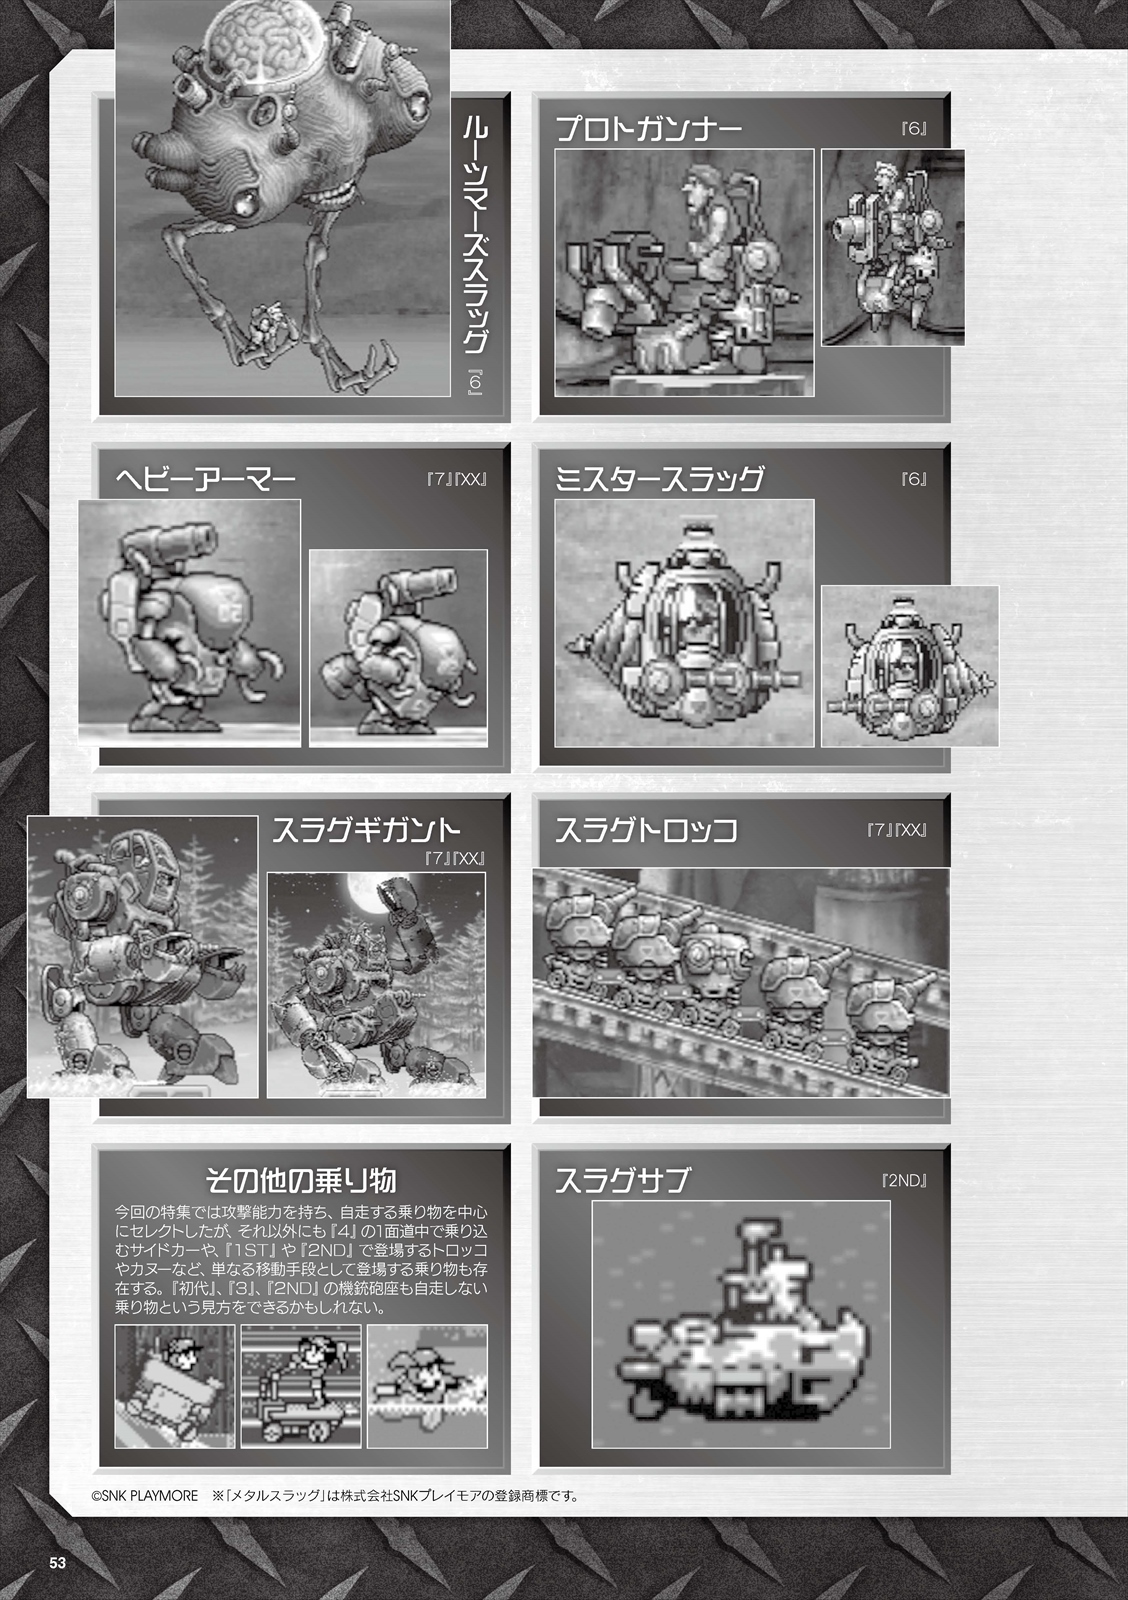 ルーツマーズスラッグ
『6』
プロトガンナー
『6』
ヘビーアーマー
『7』『XX』
ミスタースラッグ
『6』
スラグギガント
『7』『XX』
スラグトロッコ
『7』『XX』
その他の乗り物
今回の特集では攻撃能力を持ち、自走する乗り物を中心
にセレクトしたが、それ以外にも『4』の1面道中で乗り込
むサイドカーや、『1ST』や『2ND』で登場するトロッコ
やカヌーなど、単なる移動手段として登場する乗り物も存
在する。『初代』、『3』、『2ND』の機銃砲座も自走しない
乗り物という見方をできるかもしれない。
スラグサブ
『2ND』
©SNK PLAYMORE　※「メタルスラッグ」は株式会社SNKプレイモアの登録商標です。
53